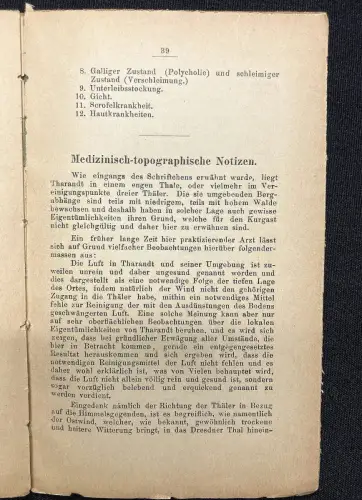 39
8. Galliger Zustand (Polycholie) und schleimiger
Zustand (Verschleimung.)
9. Unterleibsstockung.
10. Gicht.
11. Scrofelkrankheit.
12. Hautkrankheiten.
Medizinisch-topographische Notizen.
Wie eingangs des Schriftchens erwähnt wurde, liegt
Tharandt in einem engen Thale, oder vielmehr im Ver-
einigungspunkte dreier Thäler. Die sie umgebenden Berg-
abhänge sind teils mit niedrigem, teils mit hohem Walde
bewachsen und deshalb haben in solcher Lage auch gewisse
Eigentümlichkeiten ihren Grund, welche für den Kurgast
nicht gleichgültig und daher hier zu erwähnen sind.
Ein früher lange Zeit hier praktizierender Arzt lässt
sich auf Grund vielfacher Beobachtungen hierüber folgender-
massen aus:
Die Luft in Tharandt und seiner Umgebung ist zu-
weilen unrein und daher ungesund genannt worden und
dies dargestellt als eine notwendige Folge der tiefen Lage
des Ortes, indem natürlich der Wind nicht den gehörigen
Zugang in die Thäler habe, mithin ein notwendiges Mittel
fehle zur Reinigung der mit den Ausdünstungen des Bodens
geschwängerten Luft. Eine solche Meinung kann aber nur
auf sehr oberflächlichen Beobachtungen über die lokalen
Eigentümlichkeiten von Tharandt beruhen, und es wird sich
zeigen, dass bei gründlicher Erwägung aller Umstände, die
hier in Betracht kommen, gerade ein entgegengesetztes
Resultat herauskommen und sich ergeben wird, dass die
notwendigen Reinigungsmittel der Luft nicht fehlen und es
daher wohl erklärlich ist, was von Vielen behauptet wird,
dass die Luft nicht allein völlig rein und gesund ist, sondern
sogar vorzüglich belebend und erquickend genannt zu
werden verdient.
Eingedenk nämlich der Richtung der Thäler in Bezug
auf die Himmelsgegenden, ist es begreiflich, wie namentlich
der Ostwind, welcher, wie bekannt, gewöhnlich trockene
und heitere Witterung bringt, in das Dresdner Thal hinein-